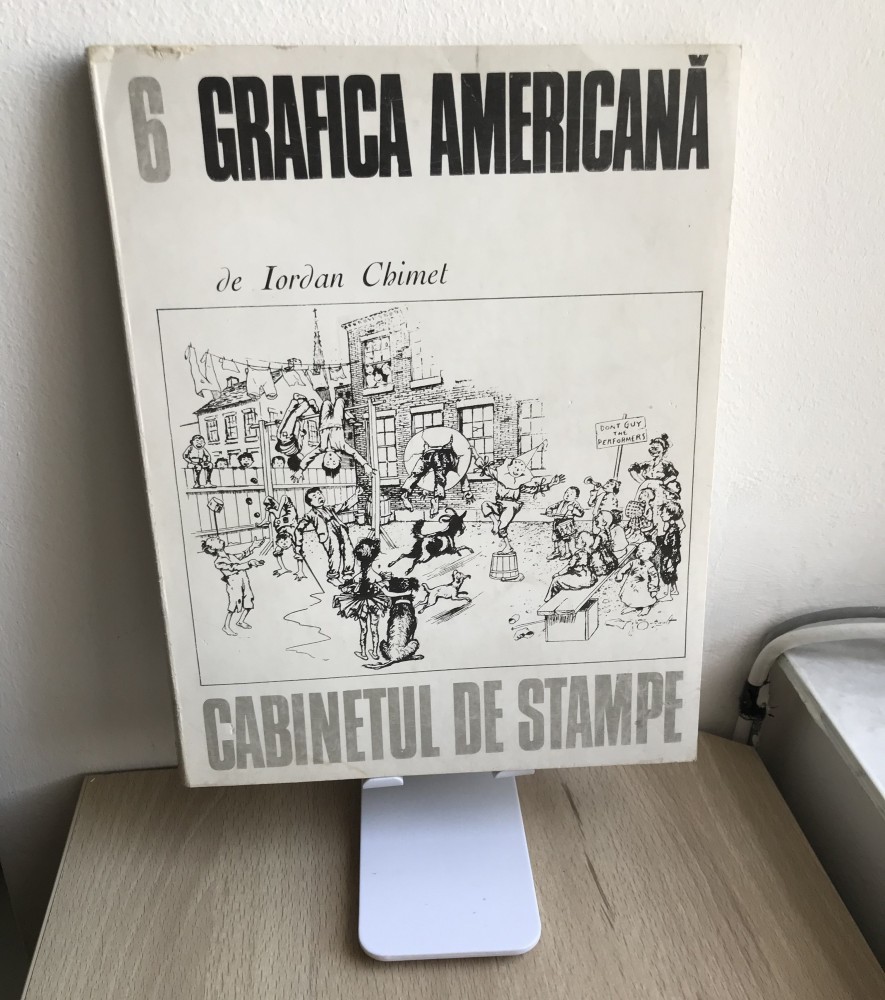 6 GRAFICA AMERICANĂ
de Iordan Chimet
DONT GUY
THE
PERFORMERS
CABINETUL DE STAMPE